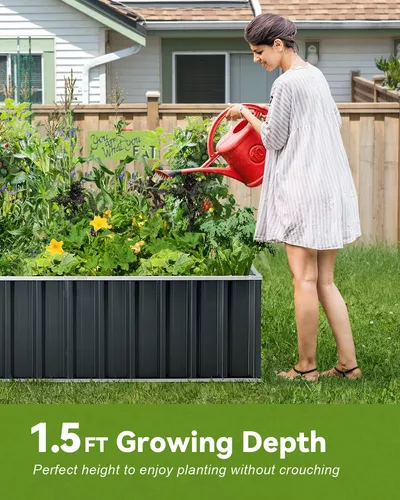 1.5 FT Growing Depth
Perfect height to enjoy planting without crouching